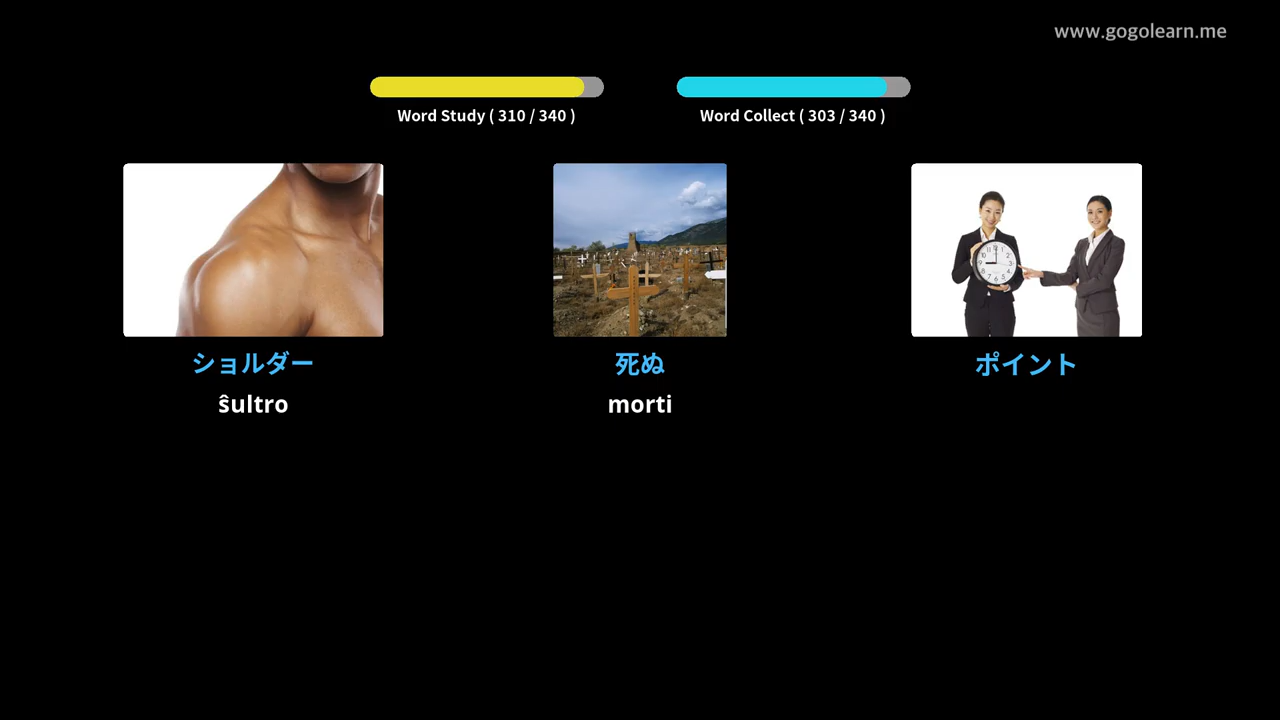 www.gogolearn.me
Word Study ( 310 / 340 )
Word Collect ( 303 / 340 )
ショルダー
死ぬ
ポイント
ŝultro
morti